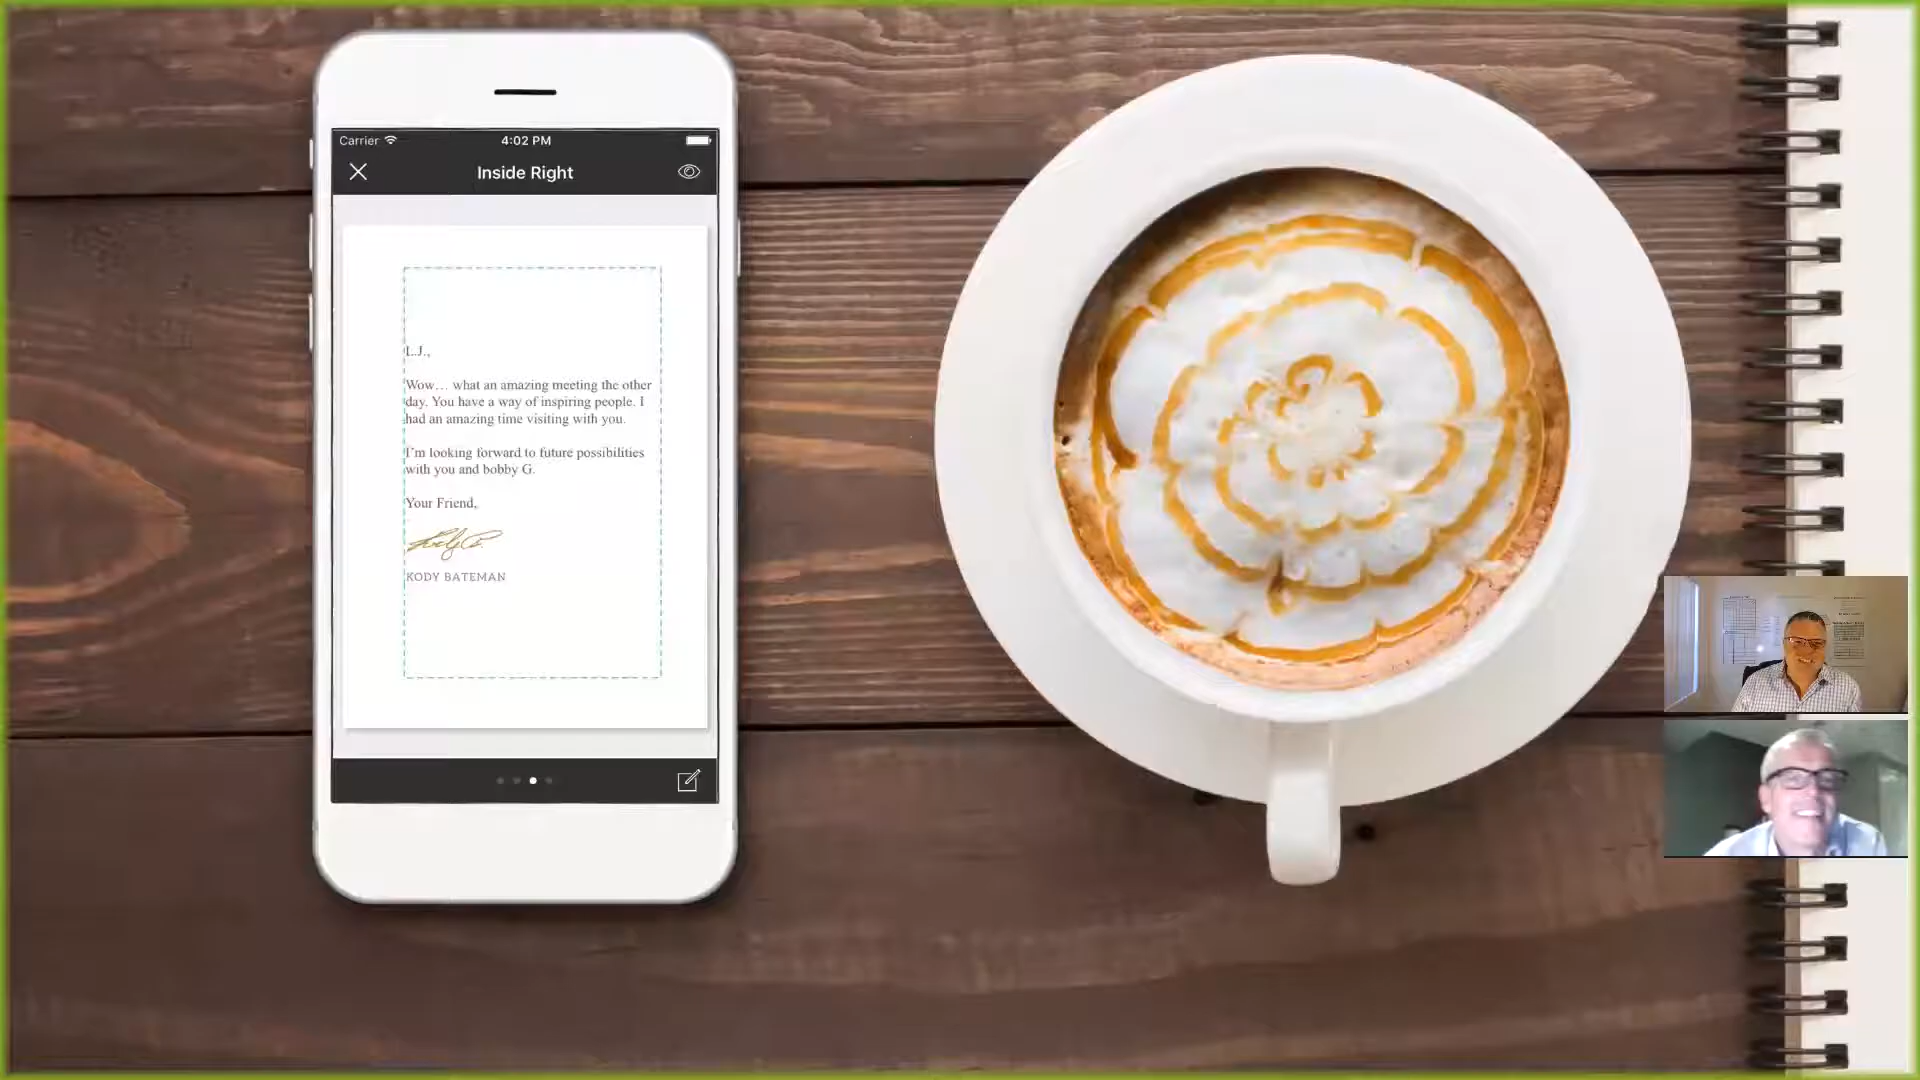 Carrier
4:02 PM
Inside Right
L.J.,
Wow… what an amazing meeting the other
day. You have a way of inspiring people. I
had an amazing time visiting with you.
I'm looking forward to future possibilities
with you and bobby G.
Your Friend,
KODY BATEMAN